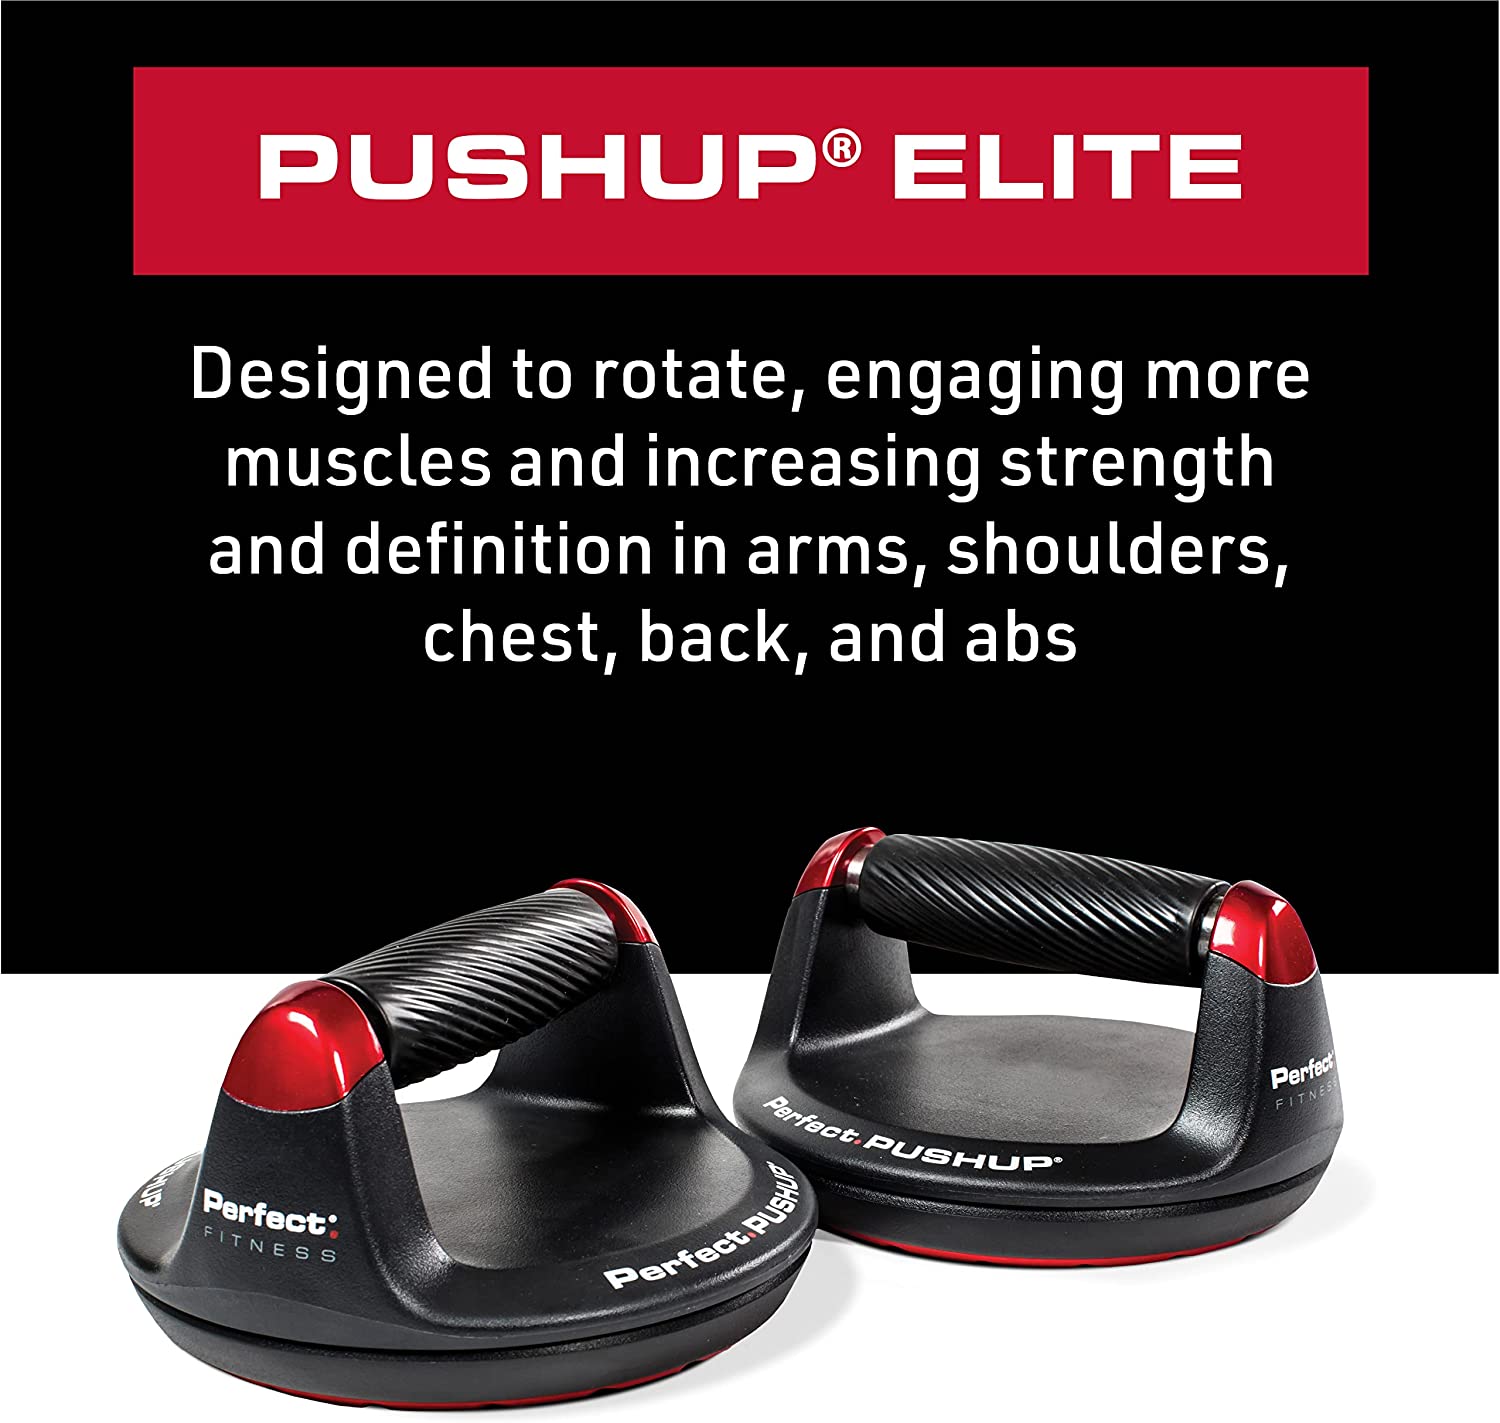 PUSHUP® ELITE
Designed to rotate, engaging more
muscles and increasing strength
and definition in arms, shoulders,
chest, back, and abs
Perfect
FITNESS
Perfect.PUSHUP®
Perfect
FITNESS
Perfect.PUSHUP